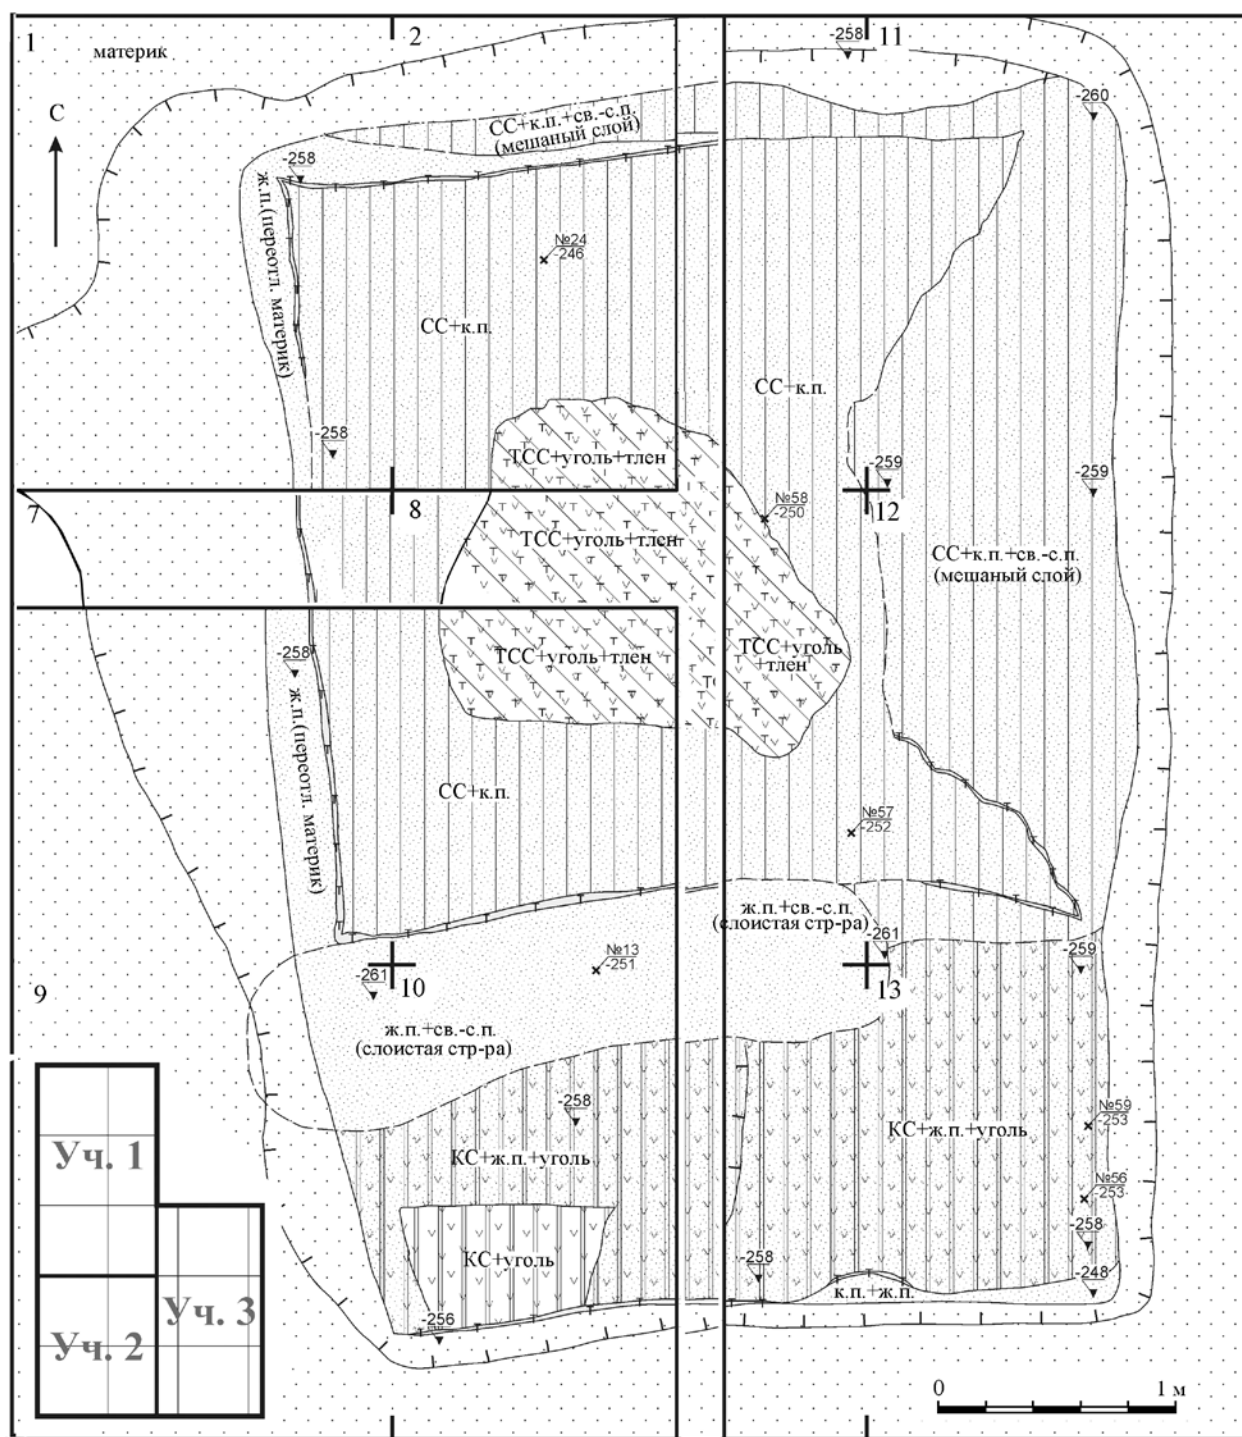 1
материк
2
-258
11
С
СС+к.п.+св.-с.п.
(мешаный слой)
-260
-258
ж.п.(переотл. материк)
№24
-246
СС+к.п.
СС+к.п.
-258
ТСС+уголь+тлен
-259
-259
7
8
№58
-250
12
ТСС+уголь+тлен
СС+к.п.+св.-с.п.
(мешаный слой)
-258
ТСС+уголь+тлен
ТСС+уголь
+тлен
ж.п.(переотл. материк)
СС+к.п.
№57
-252
ж.п.+св.-с.п.
(слоистая стр-ра)
-261
№13
-251
-259
9
-261
10
13
ж.п.+св.-с.п.
(слоистая стр-ра)
-258
№59
-253
КС+ж.п.+уголь
КС+ж.п.+уголь
Уч. 1
№56
-253
-258
КС+уголь
-258
-248
к.п.+ж.п.
Уч. 3
-256
Уч. 2
0
1 м